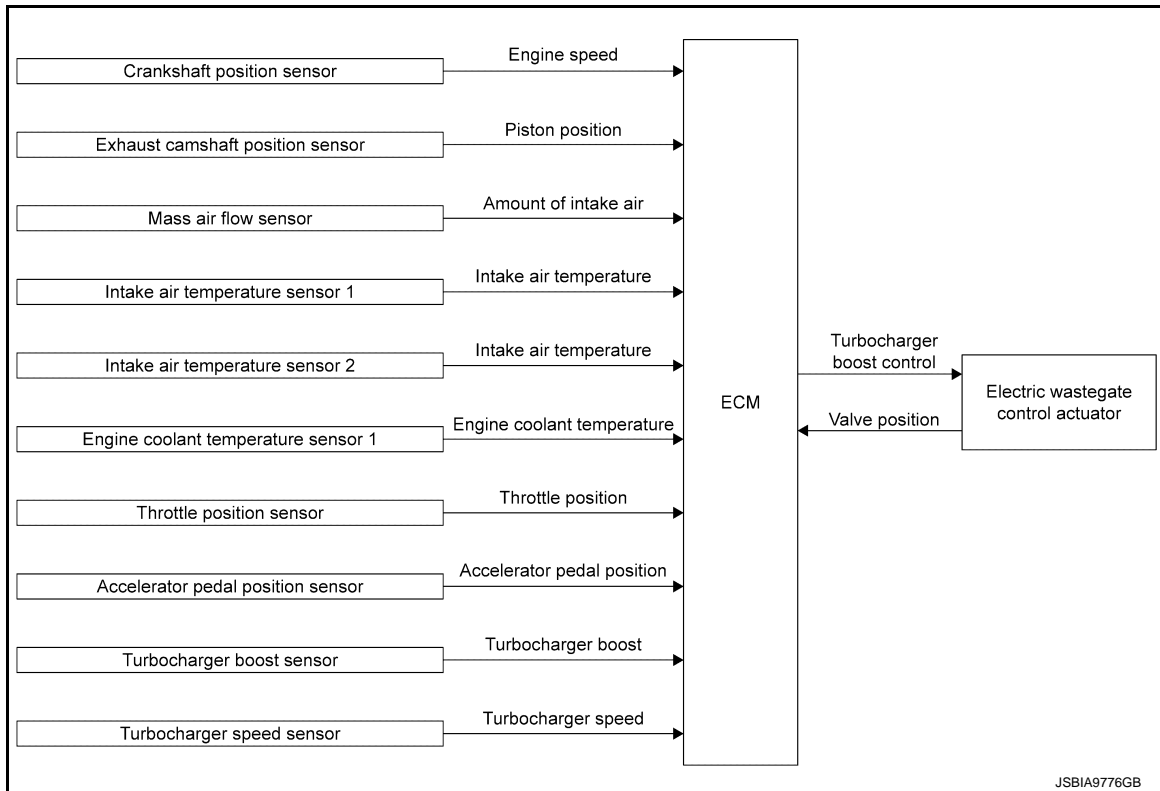 Crankshaft position sensor
Engine speed
Exhaust camshaft position sensor
Piston position
Mass air flow sensor
Amount of intake air
Intake air temperature sensor 1
Intake air temperature
Intake air temperature sensor 2
Intake air temperature
Engine coolant temperature sensor 1
Engine coolant temperature
Throttle position sensor
Throttle position
Accelerator pedal position sensor
Accelerator pedal position
Turbocharger boost sensor
Turbocharger boost
Turbocharger speed sensor
Turbocharger speed
ECM
Turbocharger
boost control
Valve position
Electric wastegate
control actuator
JSBIA9776GB